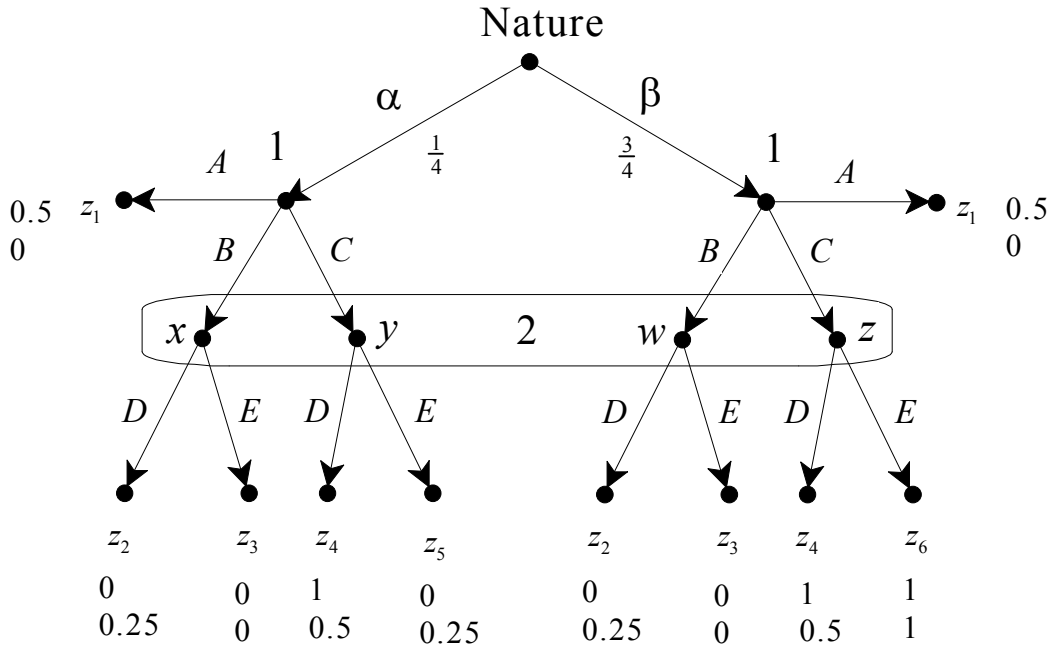 Nature
α β
1 1/4 3/4 1
A A
0.5 z₁ z₁ 0.5
0 0
B C B C
x y 2 w z
D E D E D E D E
z₂ z₃ z₄ z₅ z₂ z₃ z₄ z₆
0 0 1 0 0 0 1 1
0.25 0 0.5 0.25 0.25 0 0.5 1